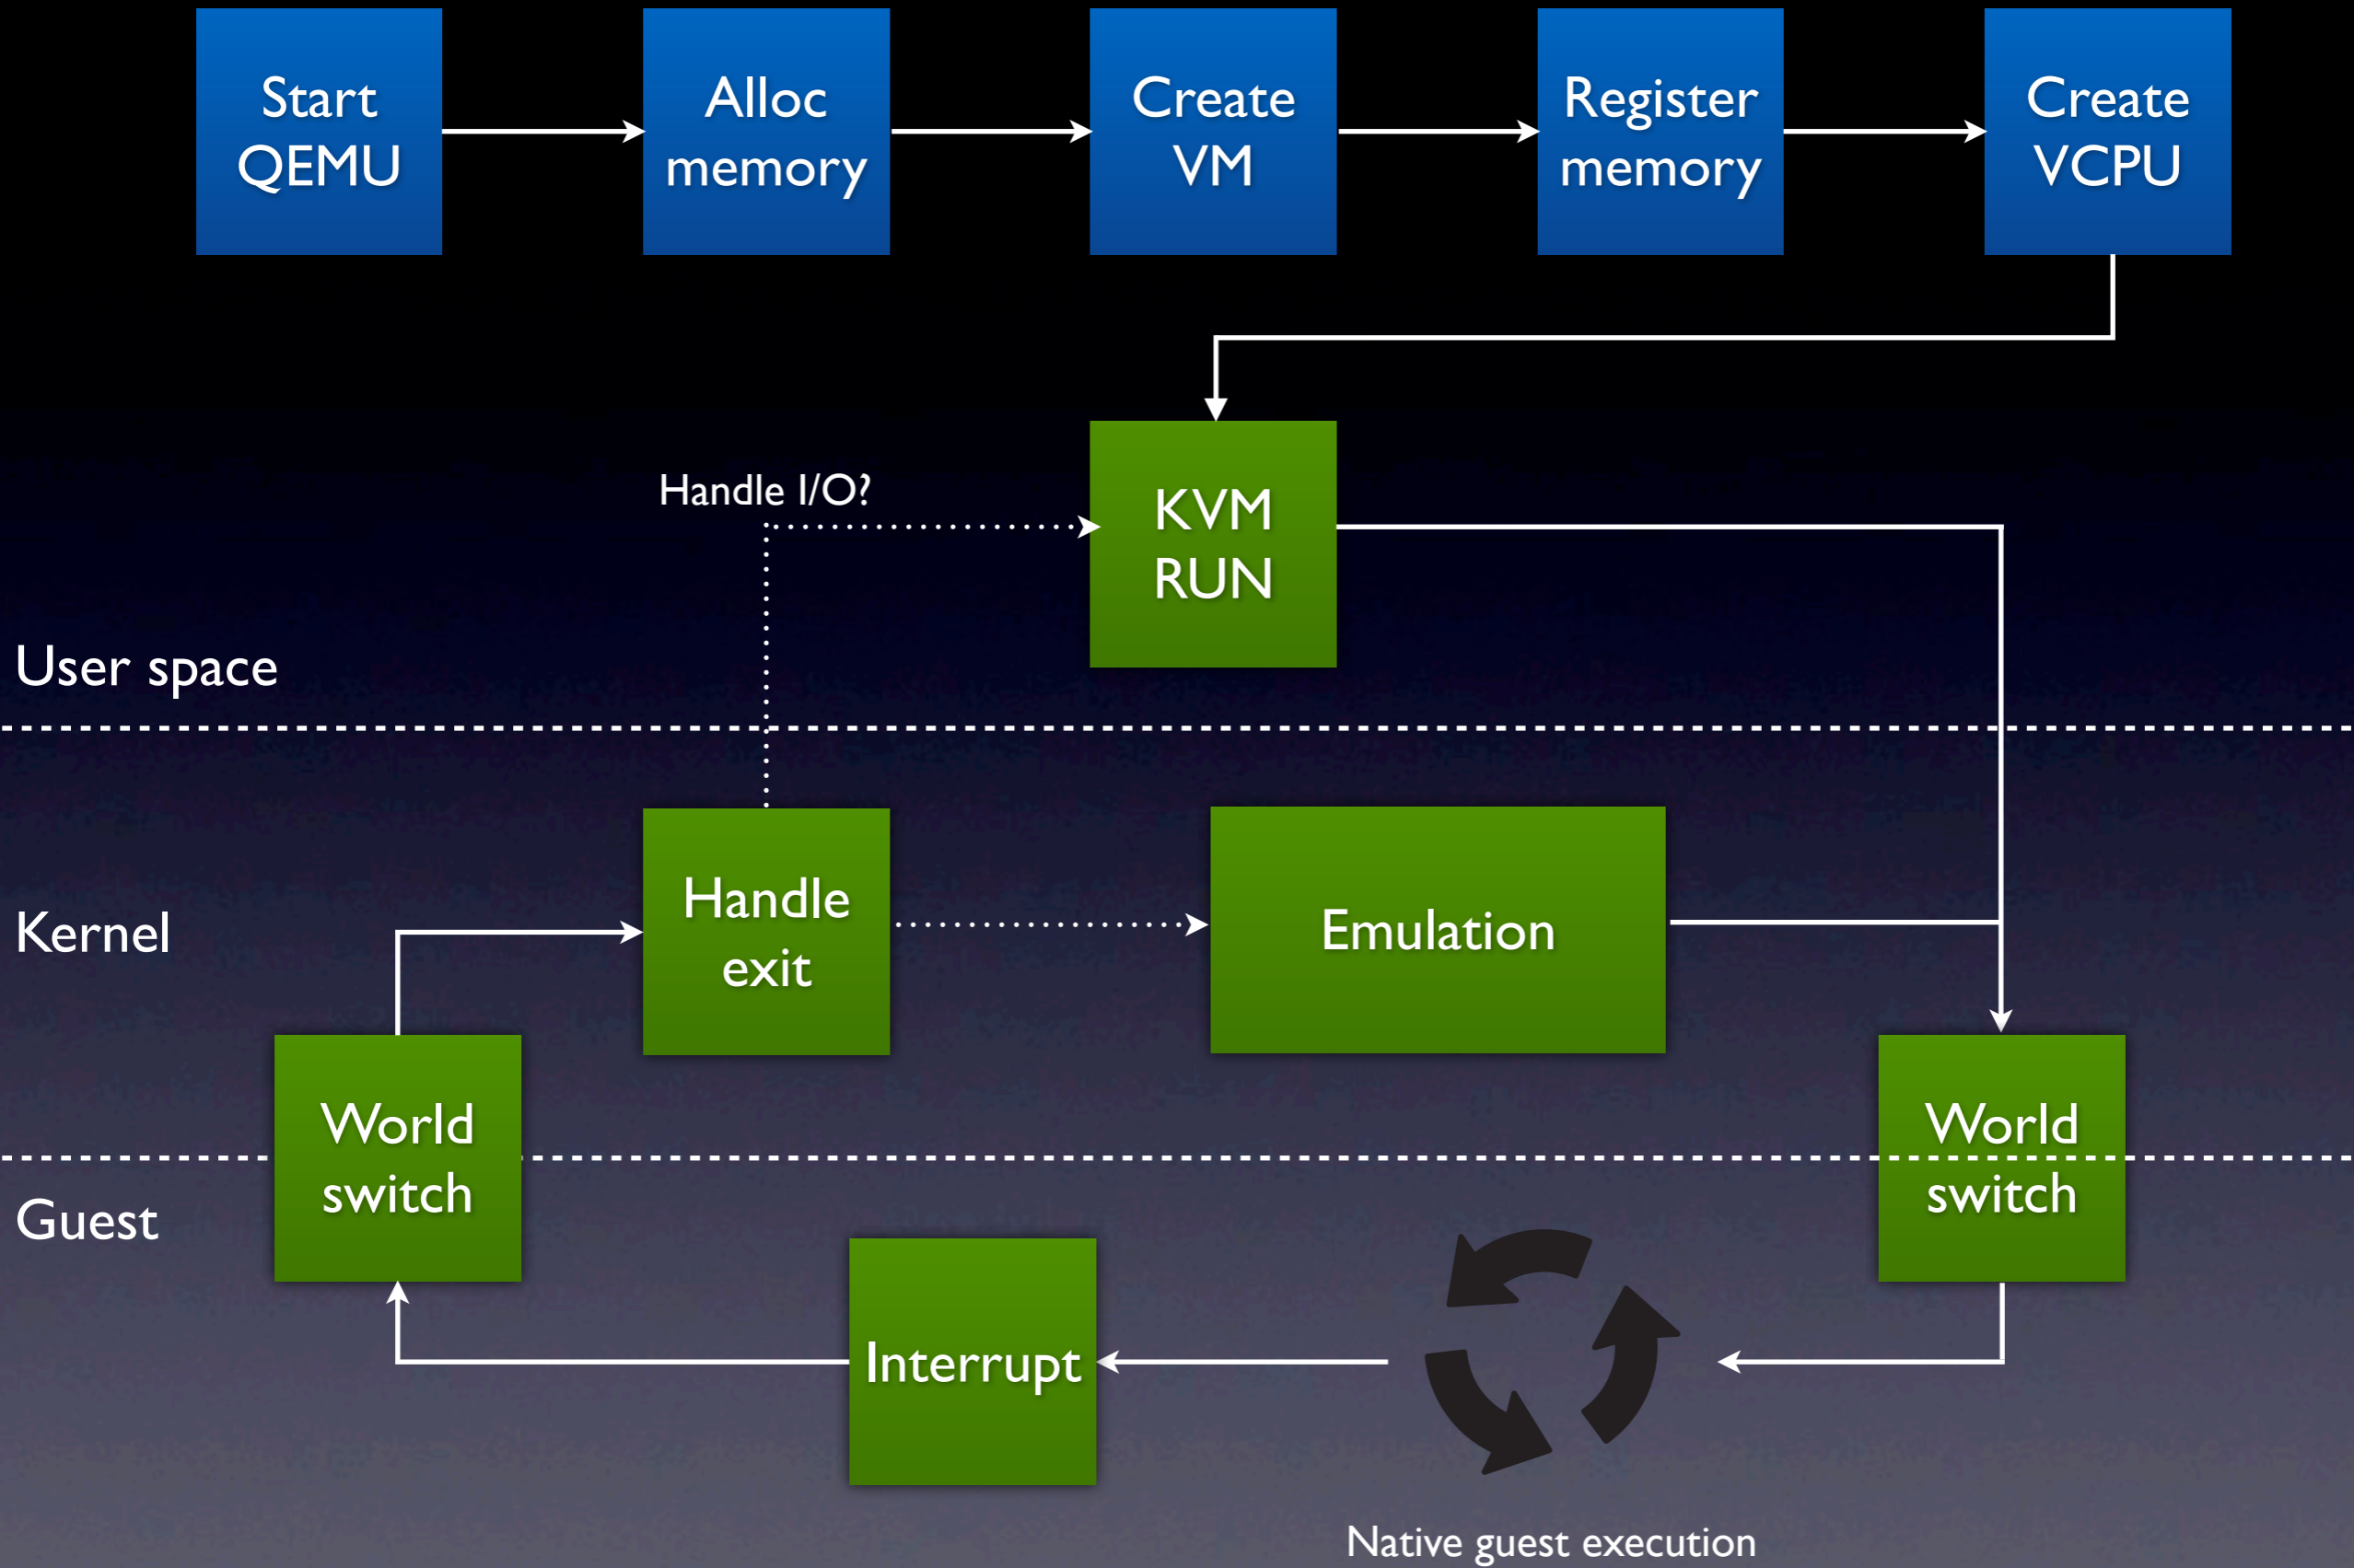 Start
QEMU
Alloc
memory
Create
VM
Register
memory
Create
VCPU
Handle I/O?
KVM
RUN
User space
Handle
exit
Emulation
Kernel
World
switch
World
switch
Guest
Interrupt
Native guest execution